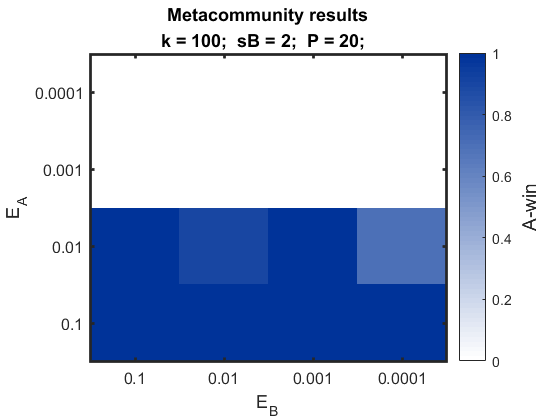 Metacommunity results
k = 100;  sB = 2;  P = 20;
0.0001
0.001
0.01
0.1
E_A
0.1
0.01
0.001
0.0001
E_B
1
0.8
0.6
0.4
0.2
0
A-win